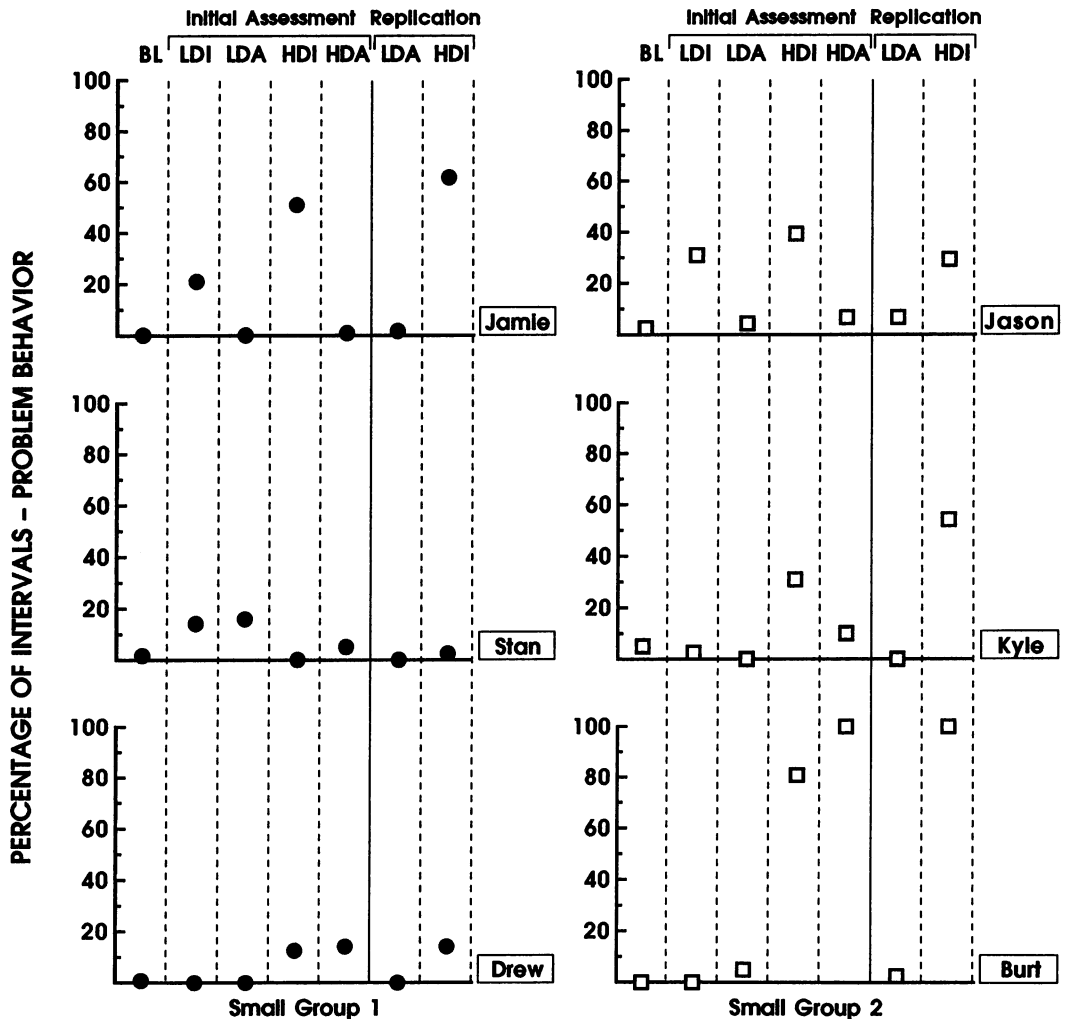 Initial Assessment Replication
BL LDI LDA HDI HDA LDA HDI
100
80
60
40
20
Jamie
100
80
60
40
20
Stan
100
80
60
40
20
Drew
Small Group 1
Initial Assessment Replication
BL LDI LDA HDI HDA LDA HDI
100
80
60
40
20
Jason
100
80
60
40
20
Kyle
100
80
60
40
20
Burt
Small Group 2
PERCENTAGE OF INTERVALS – PROBLEM BEHAVIOR